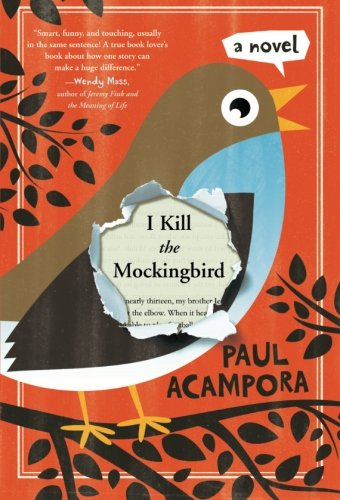 "Smart, funny, and touching, usually
in the same sentence! A true book lover's
book about how one story can
make a huge difference."
—Wendy Mass,
author of Jeremy Fink and
the Meaning of Life
a novel
I Kill
the
Mockingbird
nearly thirteen, my brother Je
the elbow. When it hea
PAUL
ACAMPORA